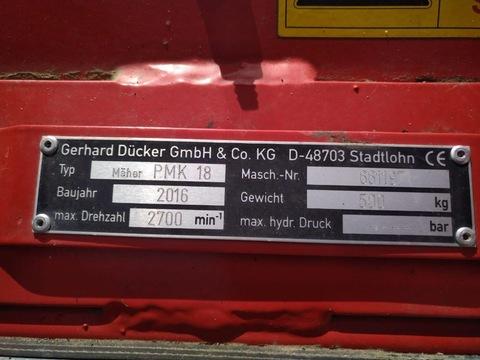 Gerhard Dücker GmbH & Co. KG D-48703 Stadtlohn CE
Typ Mäher PMK 18 Masch.-Nr.
Baujahr 2016 Gewicht 590 kg
max. Drehzahl 2700 min⁻¹ max. hydr. Druck bar